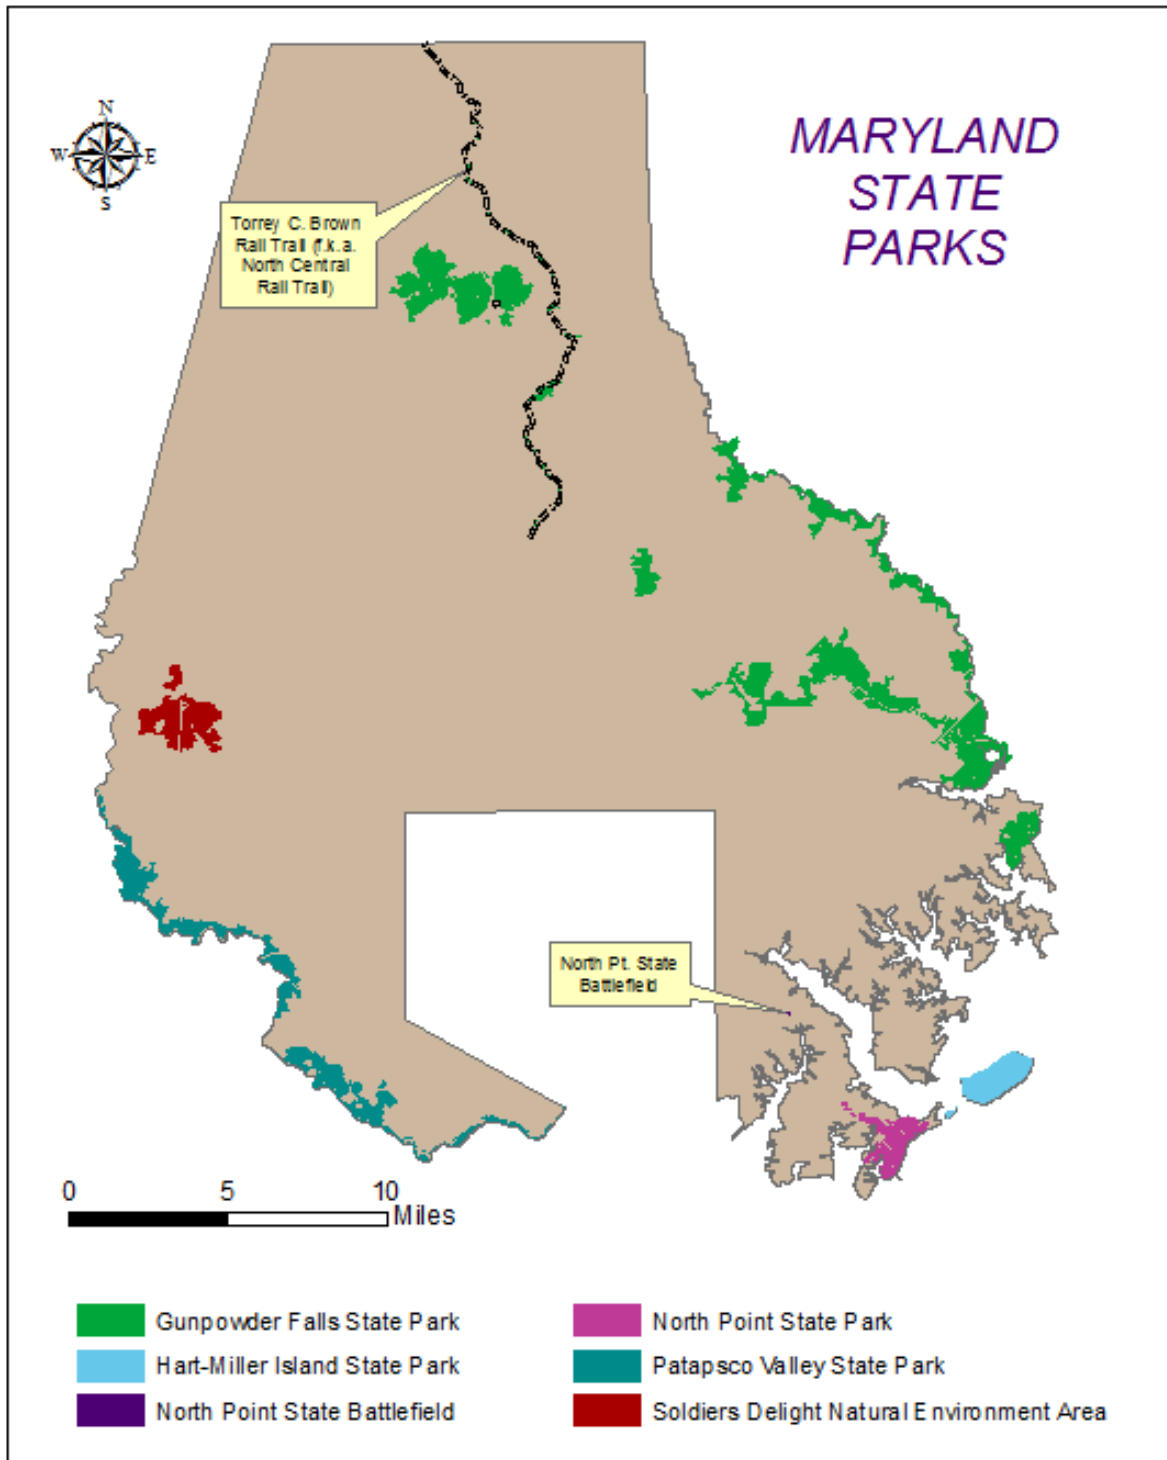 MARYLAND
STATE
PARKS
N
W
E
S
Torrey C. Brown
Rail Trail (f.k.a.
North Central
Rail Trail)
North Pt. State
Battlefield
0 5 10
Miles
Gunpowder Falls State Park
Hart-Miller Island State Park
North Point State Battlefield
North Point State Park
Patapsco Valley State Park
Soldiers Delight Natural Environment Area